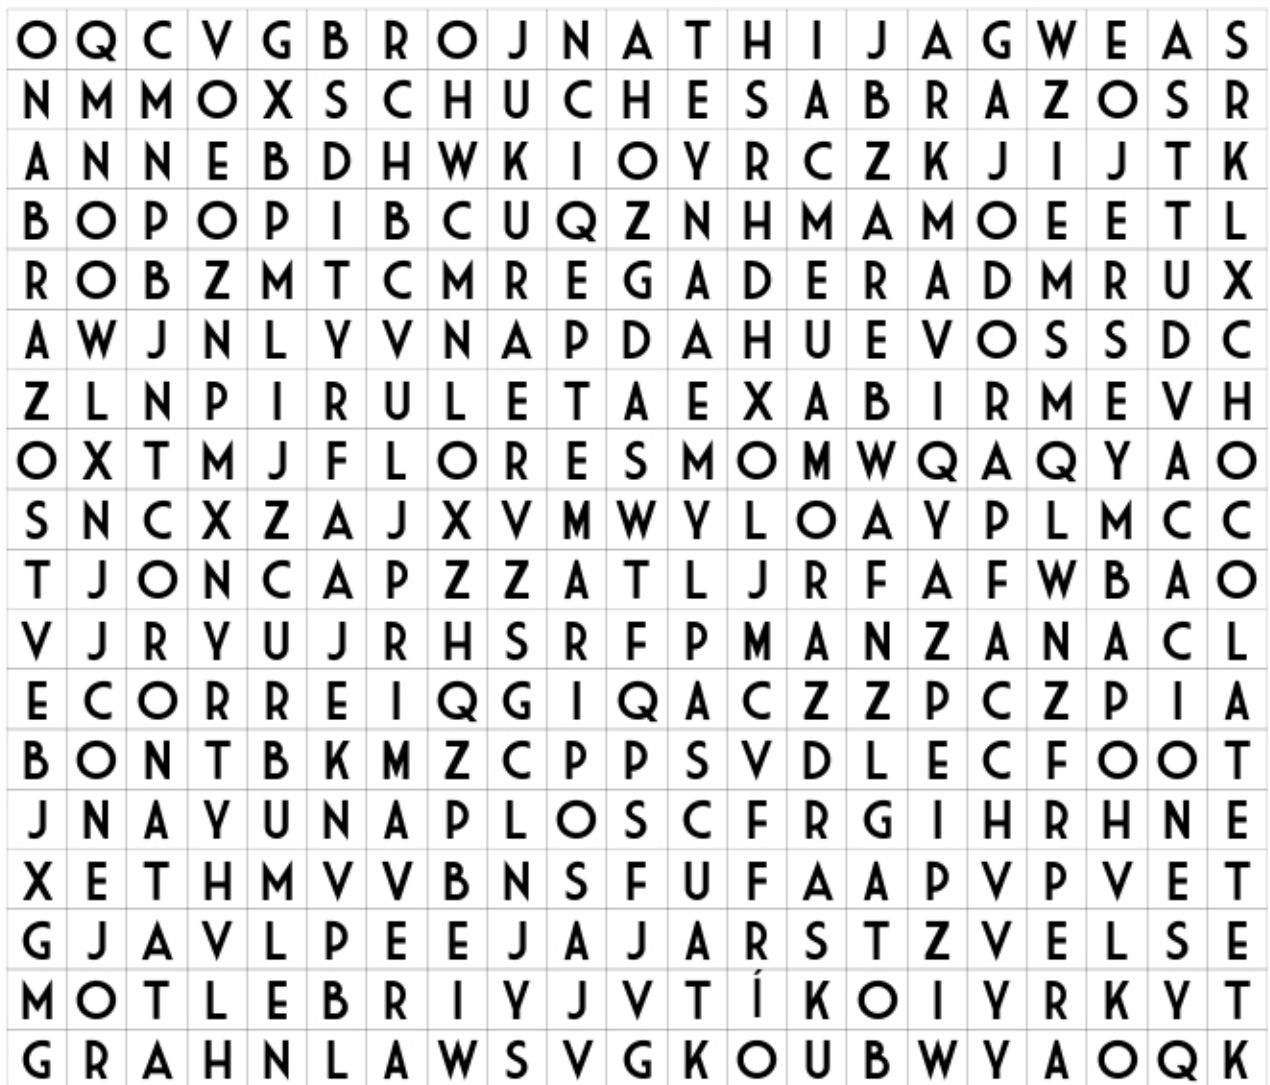 O Q C V G B R O J N A T H I J A G W E A S
N M M O X S C H U C H E S A B R A Z O S R
A N N E B D H W K I O Y R C Z K J I J T K
B O P O P I B C U Q Z N H M A M O E E T L
R O B Z M T C M R E G A D E R A D M R U X
A W J N L Y V N A P D A H U E V O S S D C
Z L N P I R U L E T A E X A B I R M E V H
O X T M J F L O R E S M O M W Q A Q Y A O
S N C X Z A J X V M W Y L O A Y P L M C C
T J O N C A P Z Z A T L J R F A F W B A O
V J R Y U J R H S R F P M A N Z A N A C L
E C O R R E I Q G I Q A C Z Z P C Z P I A
B O N T B K M Z C P P S V D L E C F O O T
J N A Y U N A P L O S C F R G I H R H N E
X E T H M V V B N S F U F A A P V P V E T
G J A V L P E E J A J A R S T Z V E L S E
M O T L E B R I Y J V T Í K O I Y R K Y T
G R A H N L A W S V G K O U B W Y A O Q K